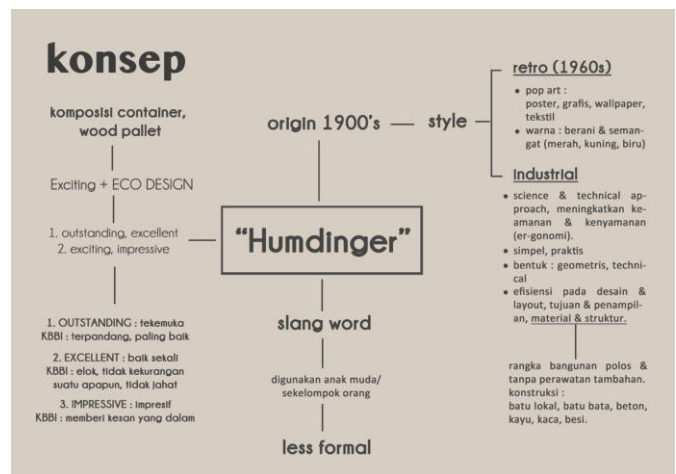 konsep
komposisi container,
wood pallet
Exciting + ECO DESIGN
1. outstanding, excellent
2. exciting, impressive
1. OUTSTANDING : tekemuka
KBBI : terpandang, paling baik
2. EXCELLENT : baik sekali
KBBI : elok, tidak kekurangan
suatu apapun, tidak jahat
3. IMPRESSIVE : impresif
KBBI : memberi kesan yang dalam
origin 1900's
style
"Humdinger"
slang word
digunakan anak muda/
sekelompok orang
less formal
retro (1960s)
• pop art :
poster, grafis, wallpaper,
tekstil
• warna : berani & seman-
gat (merah, kuning, biru)
industrial
• science & technical ap-
proach, meningkatkan ke-
amanan & kenyamanan
(er-gonomi).
• simpel, praktis
• bentuk : geometris, techni-
cal
• efisiensi pada desain &
layout, tujuan & penampil-
an, material & struktur.
rangka bangunan polos &
tanpa perawatan tambahan.
konstruksi :
batu lokal, batu bata, beton,
kayu, kaca, besi.